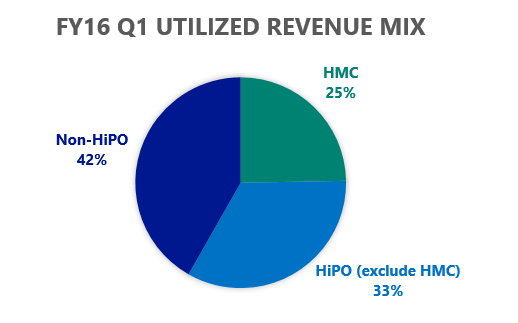 FY16 Q1 UTILIZED REVENUE MIX
HMC
25%
Non-HiPO
42%
HiPO (exclude HMC)
33%